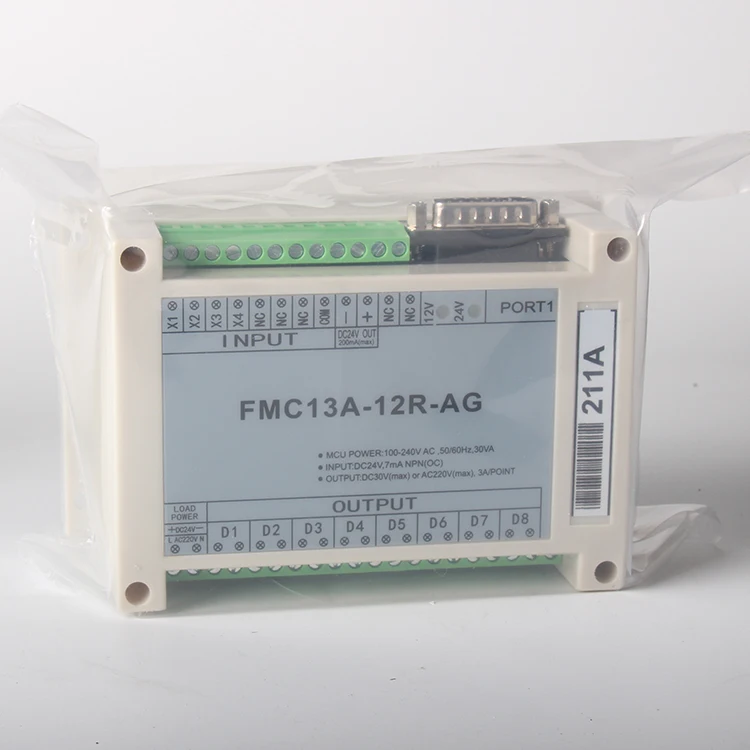 X1 X2 X3 X4 NC NC NC COM − + NC NC 12V 24V PORT1
INPUT
DC24V OUT
200mA(max)
FMC13A-12R-AG
211A
● MCU POWER:100-240V AC ,50/60Hz,30VA
● INPUT:DC24V,7mA NPN(OC)
● OUTPUT:DC30V(max) or AC220V(max), 3A/POINT
LOAD
POWER
OUTPUT
+DC24V−
L AC220V N
D1 D2 D3 D4 D5 D6 D7 D8